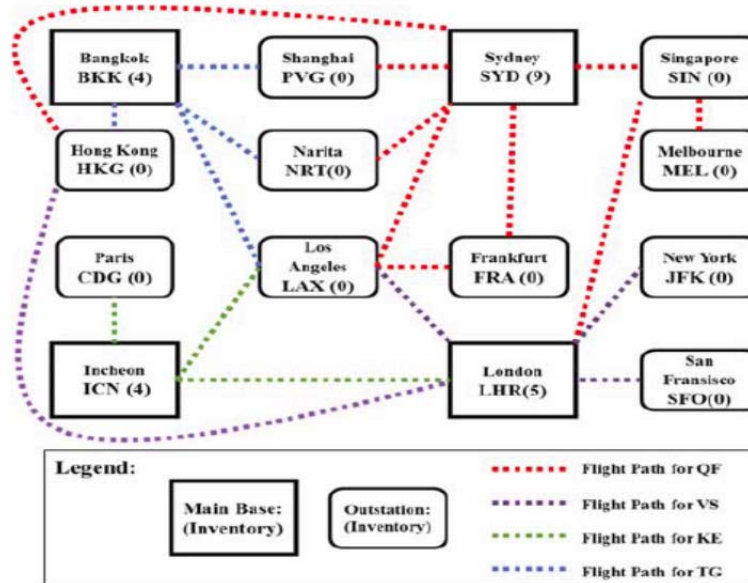 Bangkok
BKK (4)
Shanghai
PVG (0)
Sydney
SYD (9)
Singapore
SIN (0)
Hong Kong
HKG (0)
Narita
NRT(0)
Melbourne
MEL (0)
Paris
CDG (0)
Los
Angeles
LAX (0)
Frankfurt
FRA (0)
New York
JFK (0)
Incheon
ICN (4)
London
LHR(5)
San
Fransisco
SFO(0)
Legend:
Main Base:
(Inventory)
Outstation:
(Inventory)
Flight Path for QF
Flight Path for VS
Flight Path for KE
Flight Path for TG